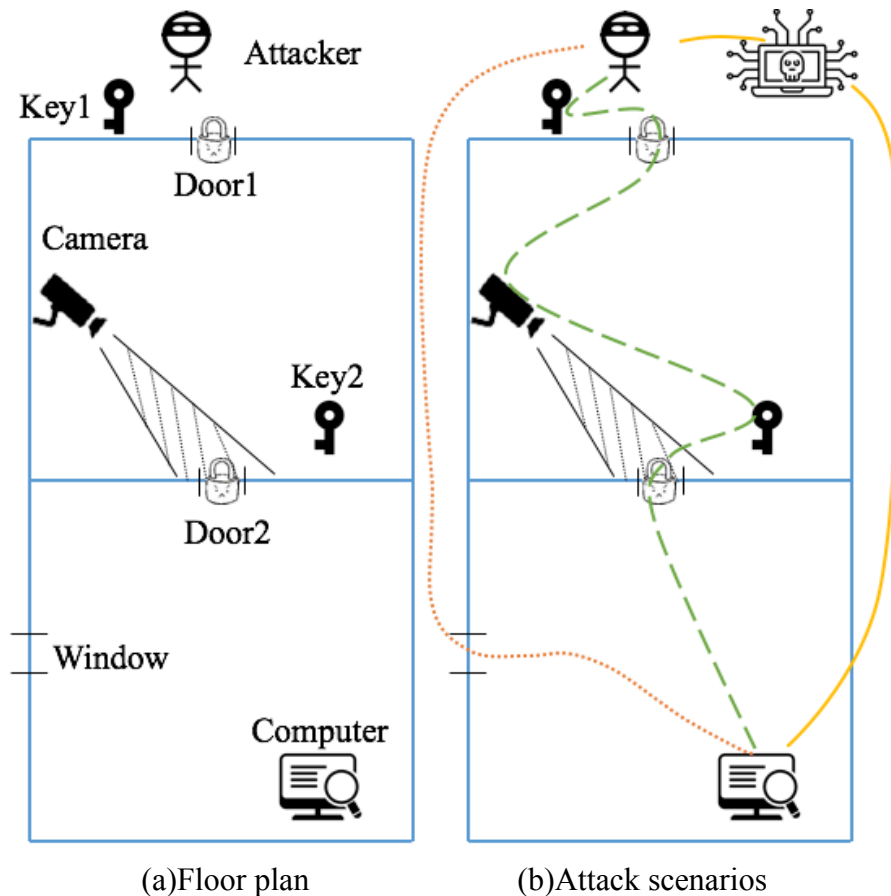 Attacker
Key1
Door1
Camera
Key2
Door2
Window
Computer
(a)Floor plan
(b)Attack scenarios